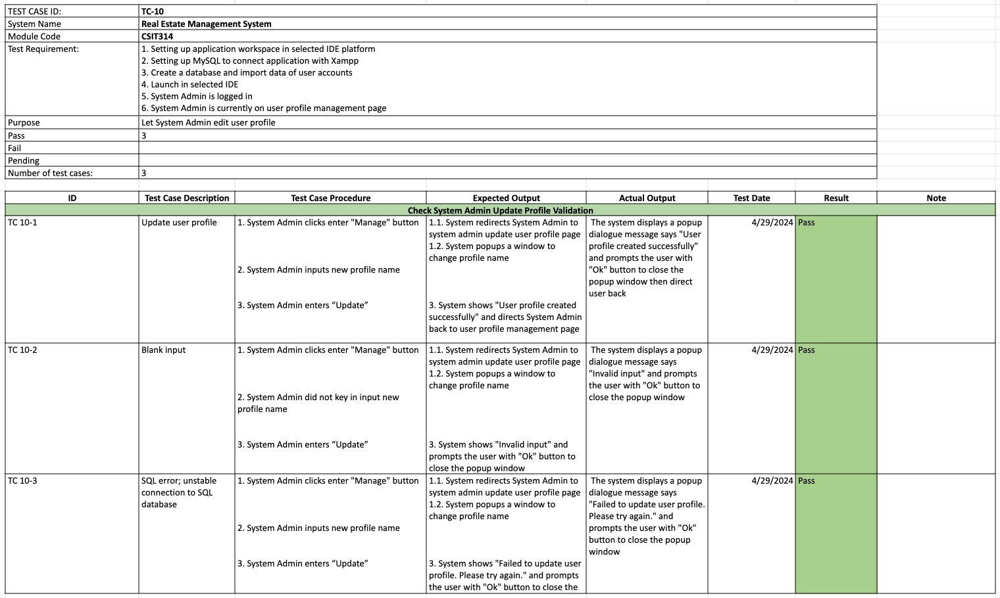 TEST CASE ID: TC-10
System Name Real Estate Management System
Module Code CSIT314
Test Requirement: 1. Setting up application workspace in selected IDE platform
2. Setting up MySQL to connect application with Xampp
3. Create a database and import data of user accounts
4. Launch in selected IDE
5. System Admin is logged in
6. System Admin is currently on user profile management page
Purpose Let System Admin edit user profile
Pass 3
Fail
Pending
Number of test cases: 3
ID Test Case Description Test Case Procedure Expected Output Actual Output Test Date Result Note
Check System Admin Update Profile Validation
TC 10-1
Update user profile
1. System Admin clicks enter "Manage" button
2. System Admin inputs new profile name
3. System Admin enters “Update”
1.1. System redirects System Admin to
system admin update user profile page
1.2. System popups a window to
change profile name
3. System shows "User profile created
successfully" and directs System Admin
back to user profile management page
The system displays a popup
dialogue message says "User
profile created successfully"
and prompts the user with
"Ok" button to close the
popup window then direct
user back
4/29/2024
Pass
TC 10-2
Blank input
1. System Admin clicks enter "Manage" button
2. System Admin did not key in input new
profile name
3. System Admin enters “Update”
1.1. System redirects System Admin to
system admin update user profile page
1.2. System popups a window to
change profile name
3. System shows "Invalid input" and
prompts the user with "Ok" button to
close the popup window
The system displays a popup
dialogue message says
"Invalid input" and prompts
the user with "Ok" button to
close the popup window
4/29/2024
Pass
TC 10-3
SQL error; unstable
connection to SQL
database
1. System Admin clicks enter "Manage" button
2. System Admin inputs new profile name
3. System Admin enters “Update”
1.1. System redirects System Admin to
system admin update user profile page
1.2. System popups a window to
change profile name
3. System shows "Failed to update user
profile. Please try again." and prompts
the user with "Ok" button to close the
The system displays a popup
dialogue message says
"Failed to update user profile.
Please try again." and
prompts the user with "Ok"
button to close the popup
window
4/29/2024
Pass